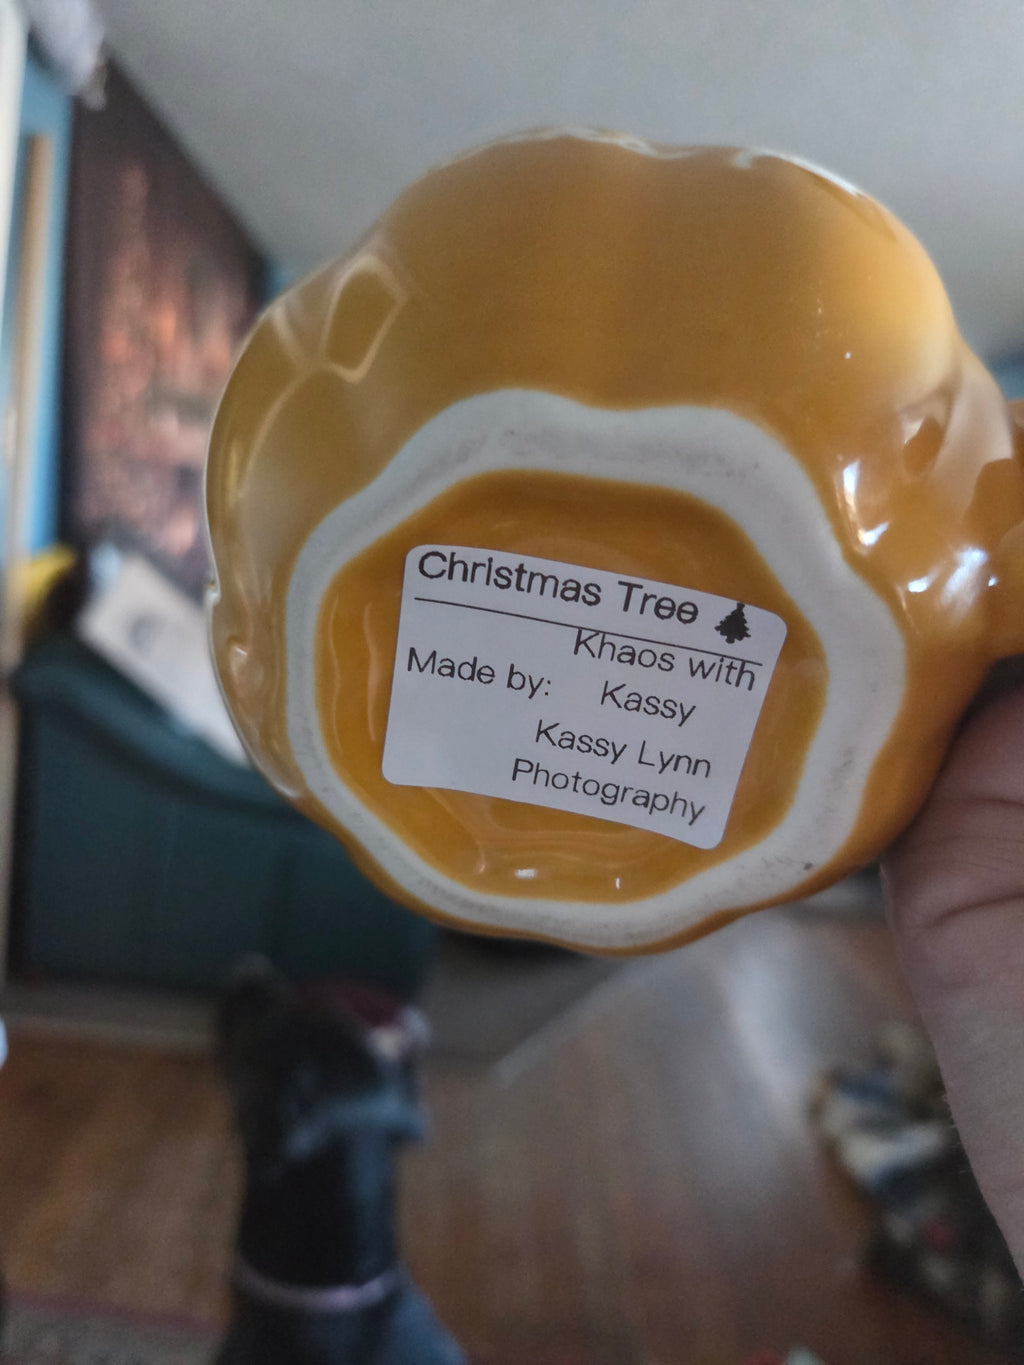 Christmas Tree
Khaos with
Made by: Kassy
Kassy Lynn
Photography